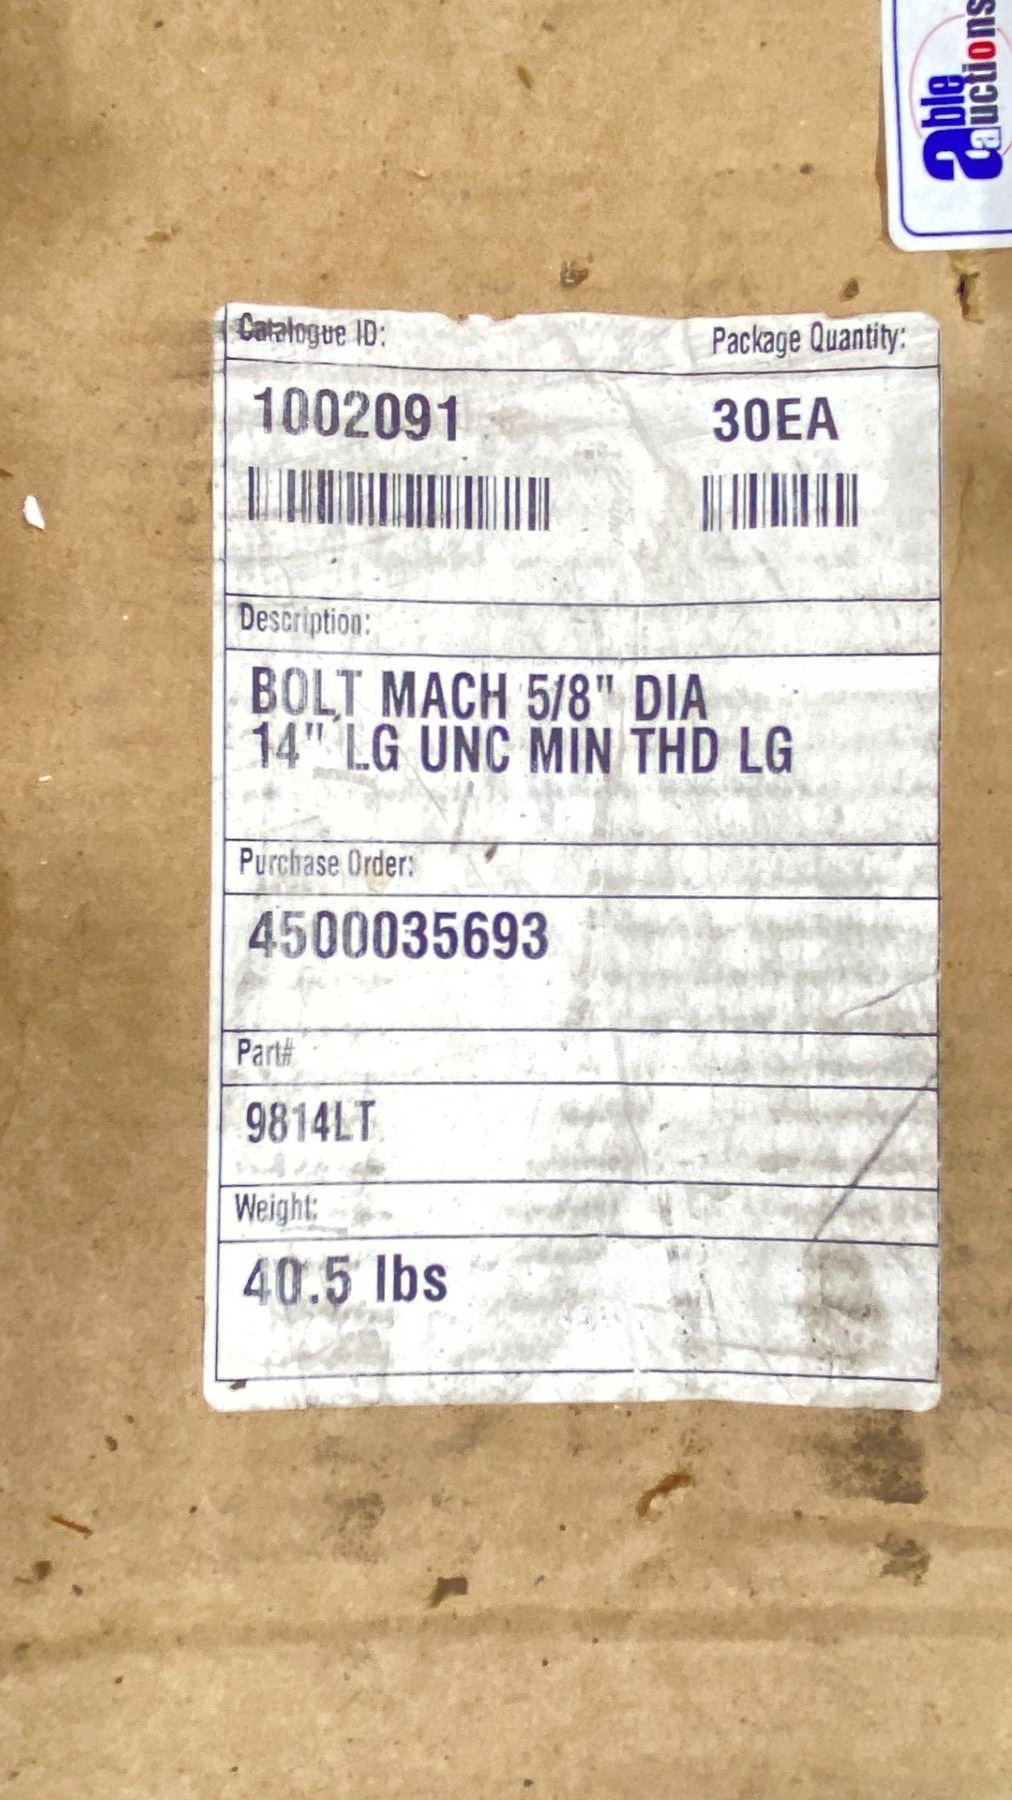 able
auctions
Catalogue ID:
Package Quantity:
1002091
30EA
Description:
BOLT MACH 5/8" DIA
14" LG UNC MIN THD LG
Purchase Order:
4500035693
Part#
9814LT
Weight:
40.5 lbs